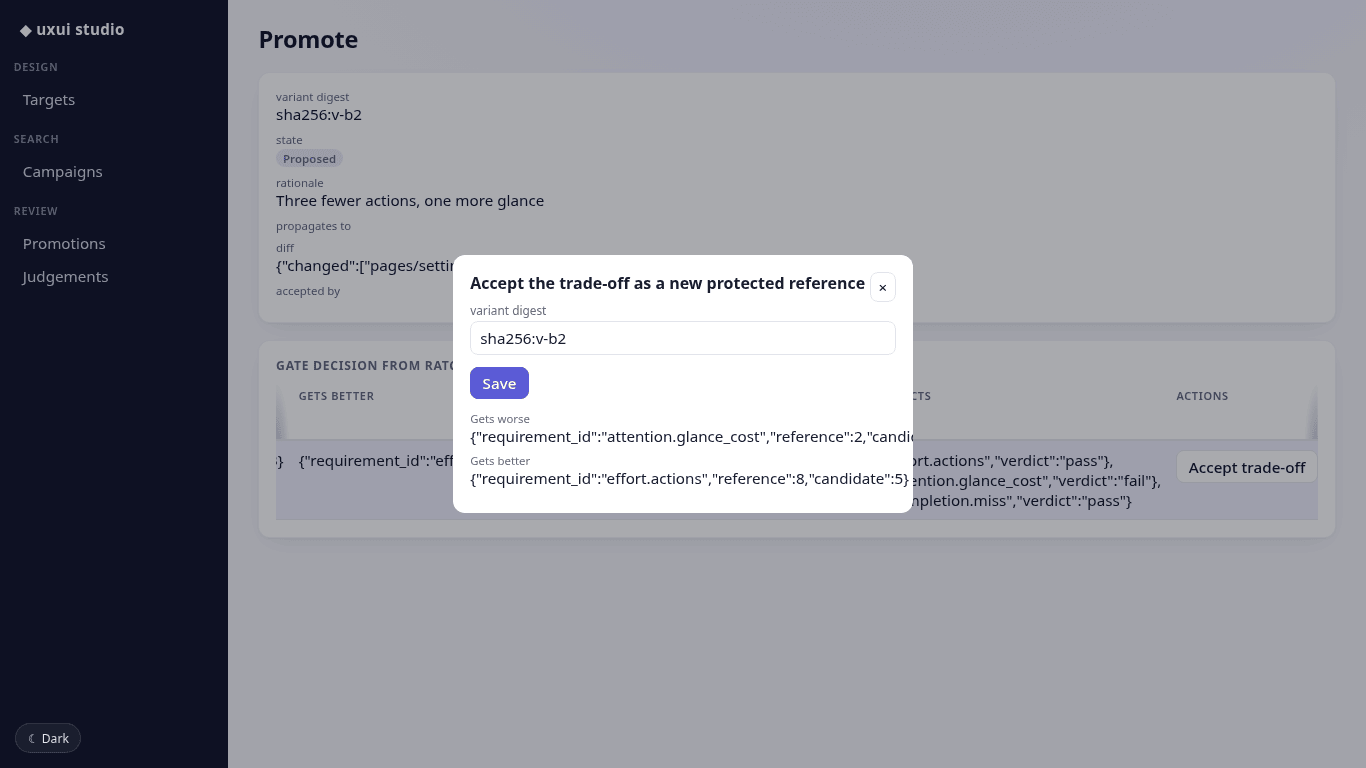 ◆ uxui studio
DESIGN
Targets
SEARCH
Campaigns
REVIEW
Promotions
Judgements
☾ Dark
Promote
variant digest
sha256:v-b2
state
Proposed
rationale
Three fewer actions, one more glance
propagates to
diff
{"changed":["pages/settin
accepted by
GATE DECISION FROM RATC
GETS BETTER
CTS
ACTIONS
}
{"requirement_id":"eff
ort.actions","verdict":"pass"},
ention.glance_cost","verdict":"fail"},
npletion.miss","verdict":"pass"}
Accept trade-off
Accept the trade-off as a new protected reference
×
variant digest
sha256:v-b2
Save
Gets worse
{"requirement_id":"attention.glance_cost","reference":2,"candic
Gets better
{"requirement_id":"effort.actions","reference":8,"candidate":5}